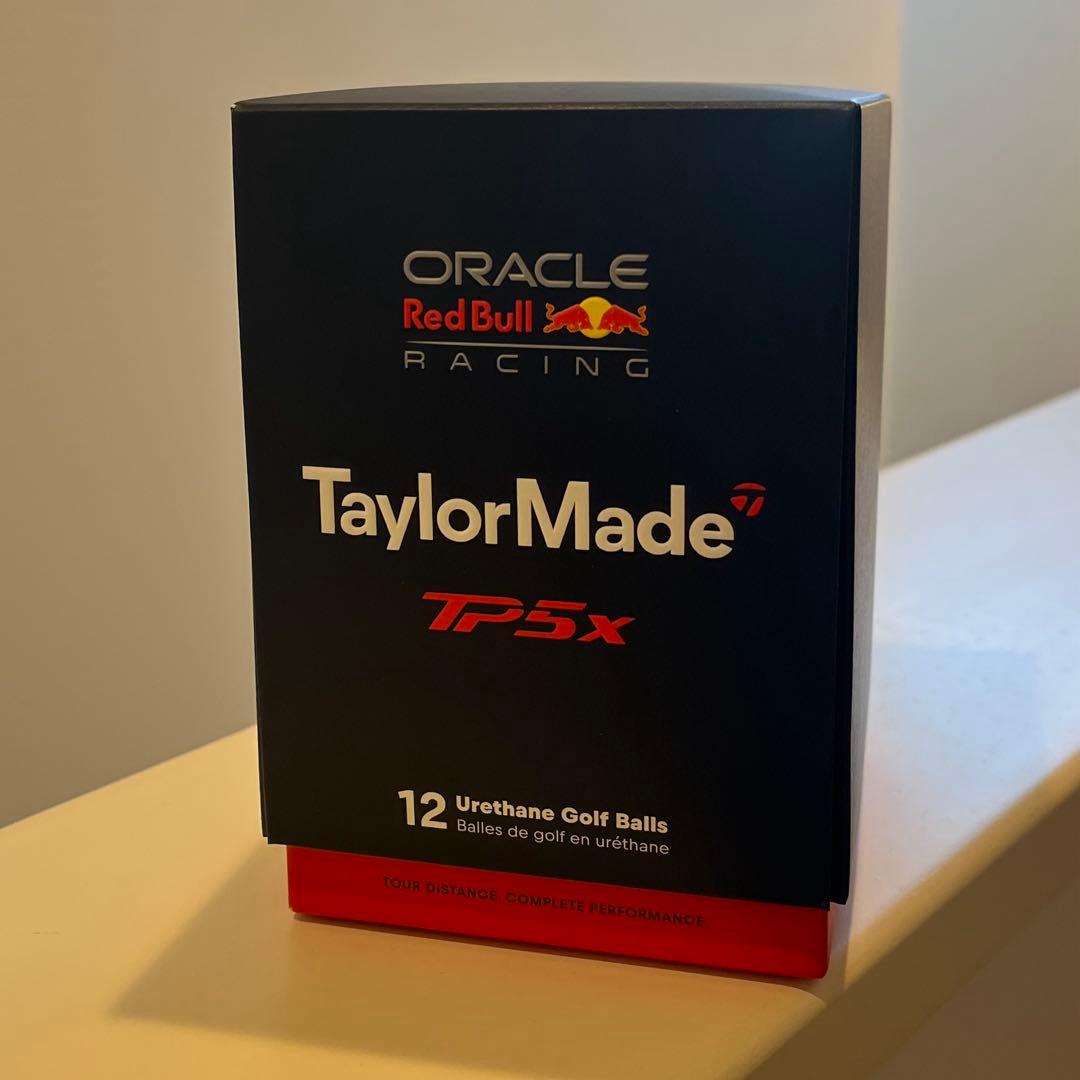 ORACLE
Red Bull
RACING
TaylorMade
TP5x
12 Urethane Golf Balls
Balles de golf en uréthane
TOUR DISTANCE. COMPLETE PERFORMANCE.